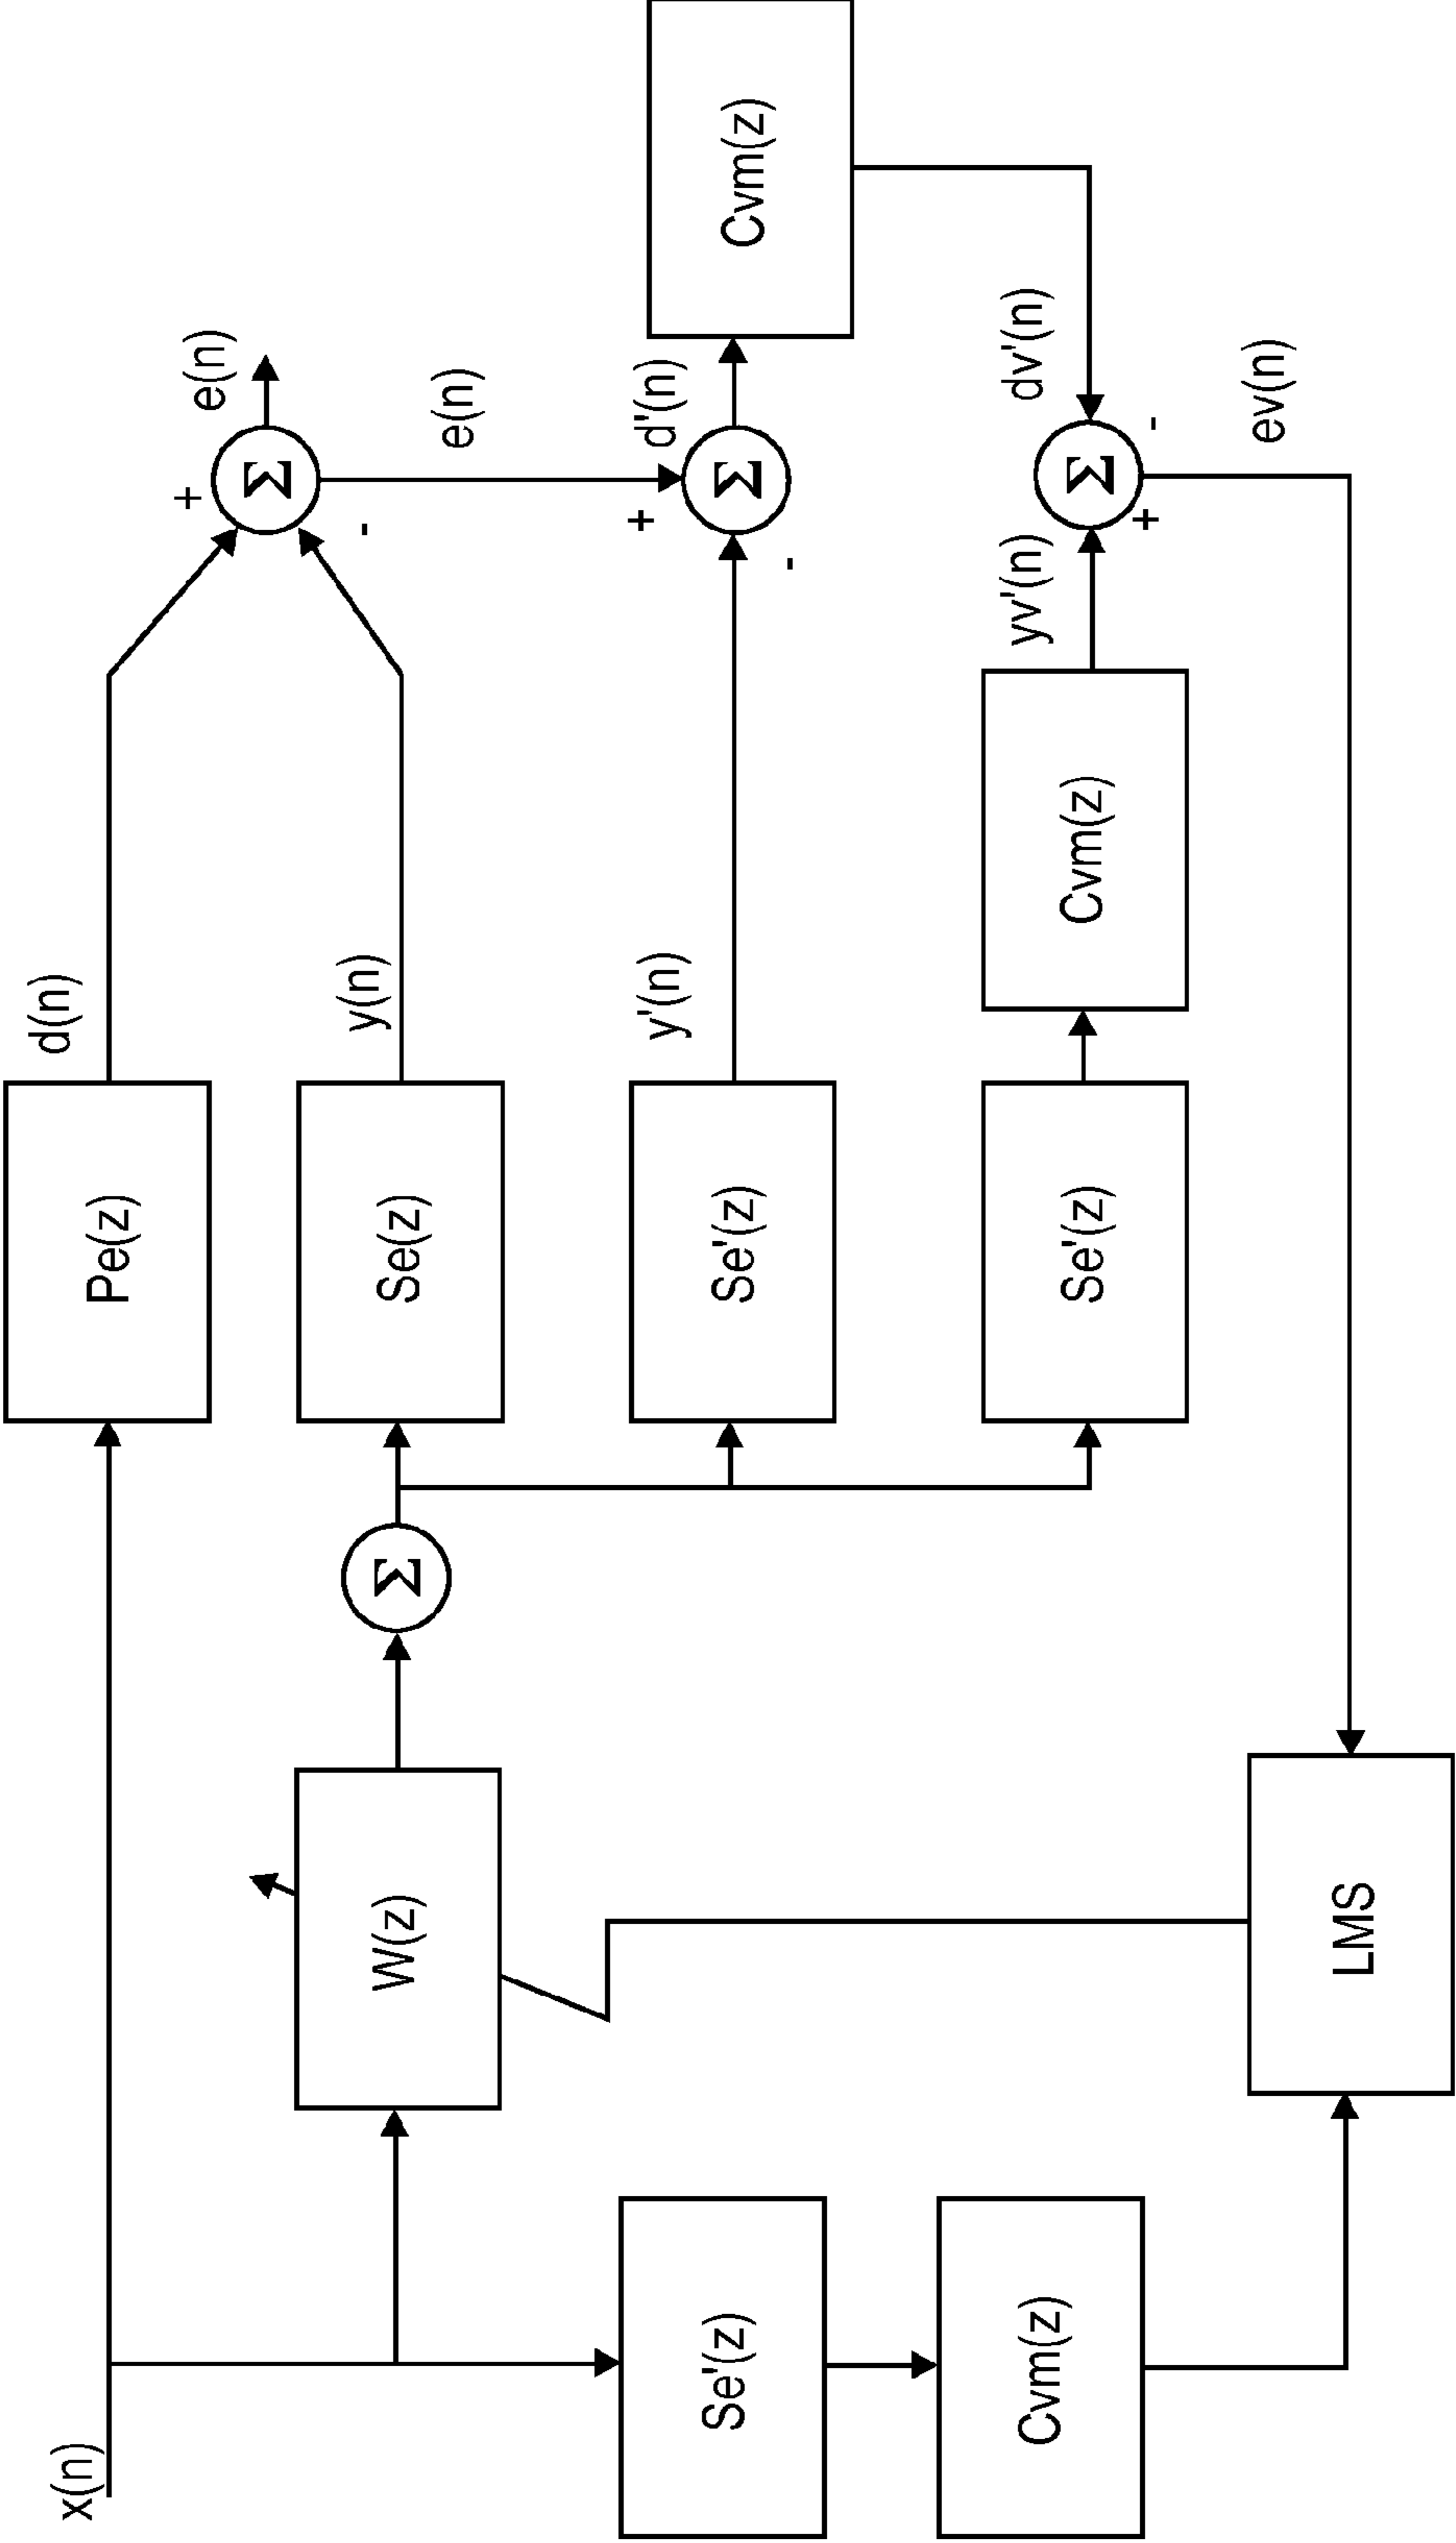 x(n)
Pe(z)
d(n)
+
Σ
e(n)
W(z)
Σ
Se(z)
y(n)
-
e(n)
Se'(z)
Se'(z)
y'(n)
+
d'(n)
Σ
-
Cvm(z)
Cvm(z)
Se'(z)
Cvm(z)
yv'(n)
dv'(n)
Σ
+
-
ev(n)
LMS